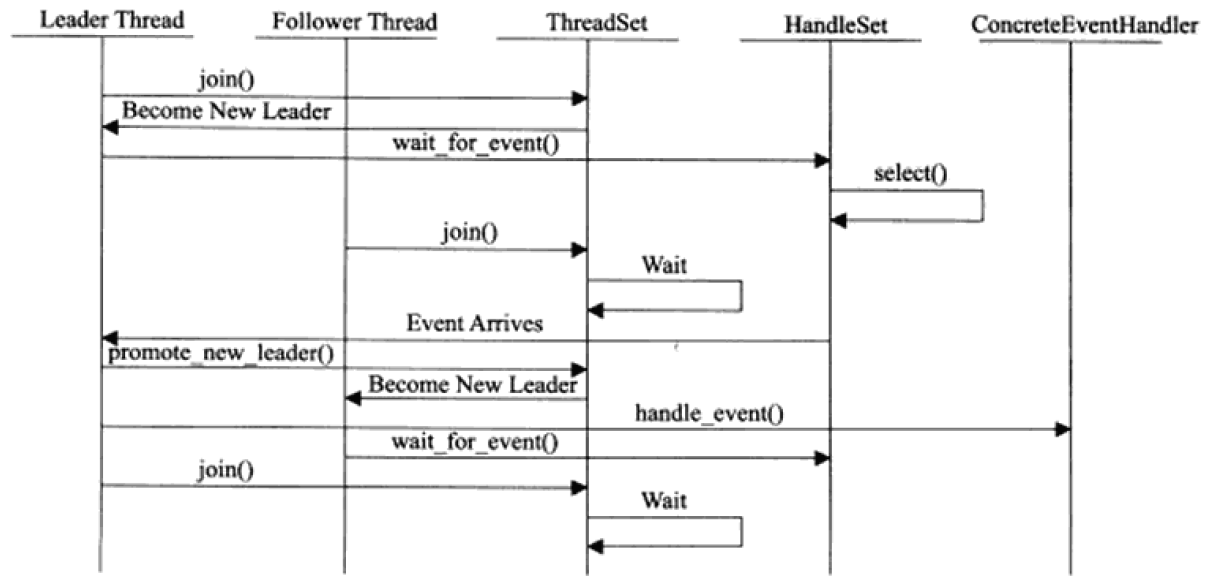 Leader Thread
Follower Thread
ThreadSet
HandleSet
ConcreteEventHandler
join()
Become New Leader
wait_for_event()
select()
join()
Wait
Event Arrives
promote_new_leader()
Become New Leader
handle_event()
wait_for_event()
join()
Wait